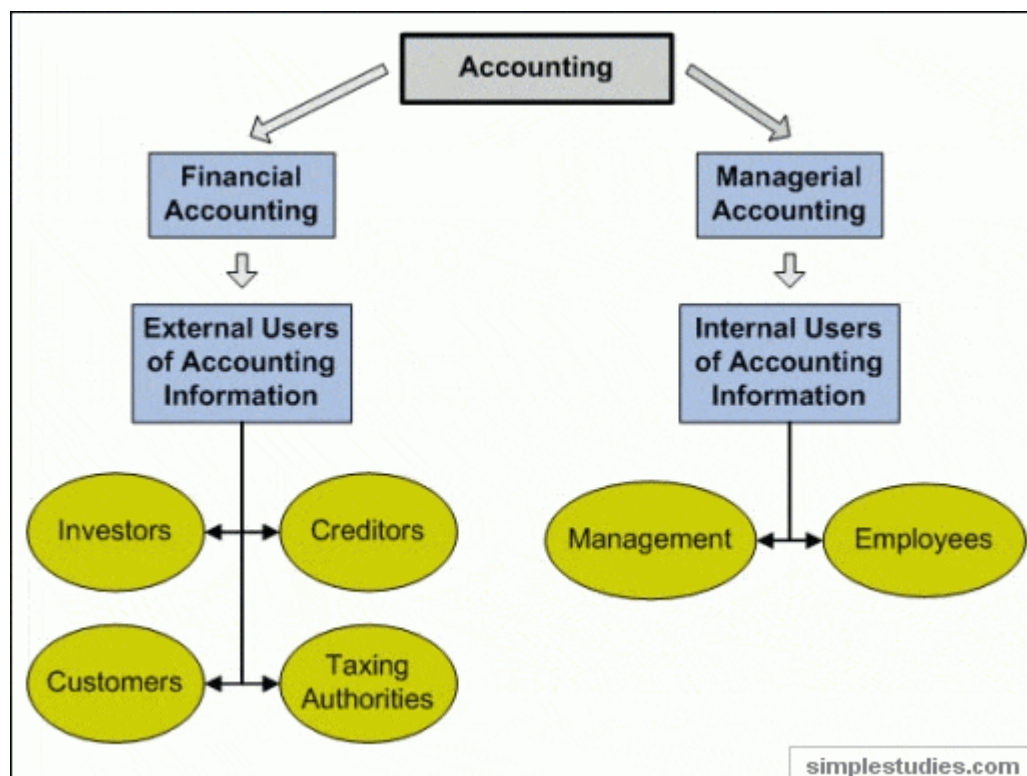 Accounting
Financial
Accounting
Managerial
Accounting
External Users
of Accounting
Information
Internal Users
of Accounting
Information
Investors
Creditors
Management
Employees
Customers
Taxing
Authorities
simplestudies.com